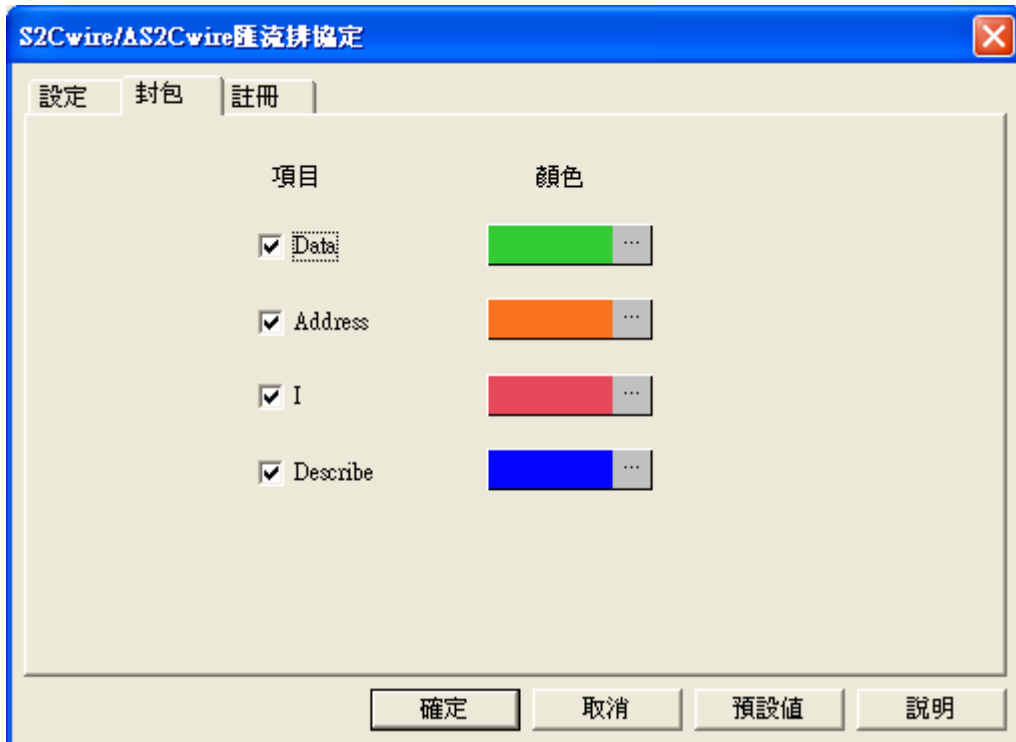 S2Cwire/AS2Cwire匯流排協定
設定 封包 註冊
項目 顏色
Data ...
Address ...
I ...
Describe ...
確定 取消 預設值 說明